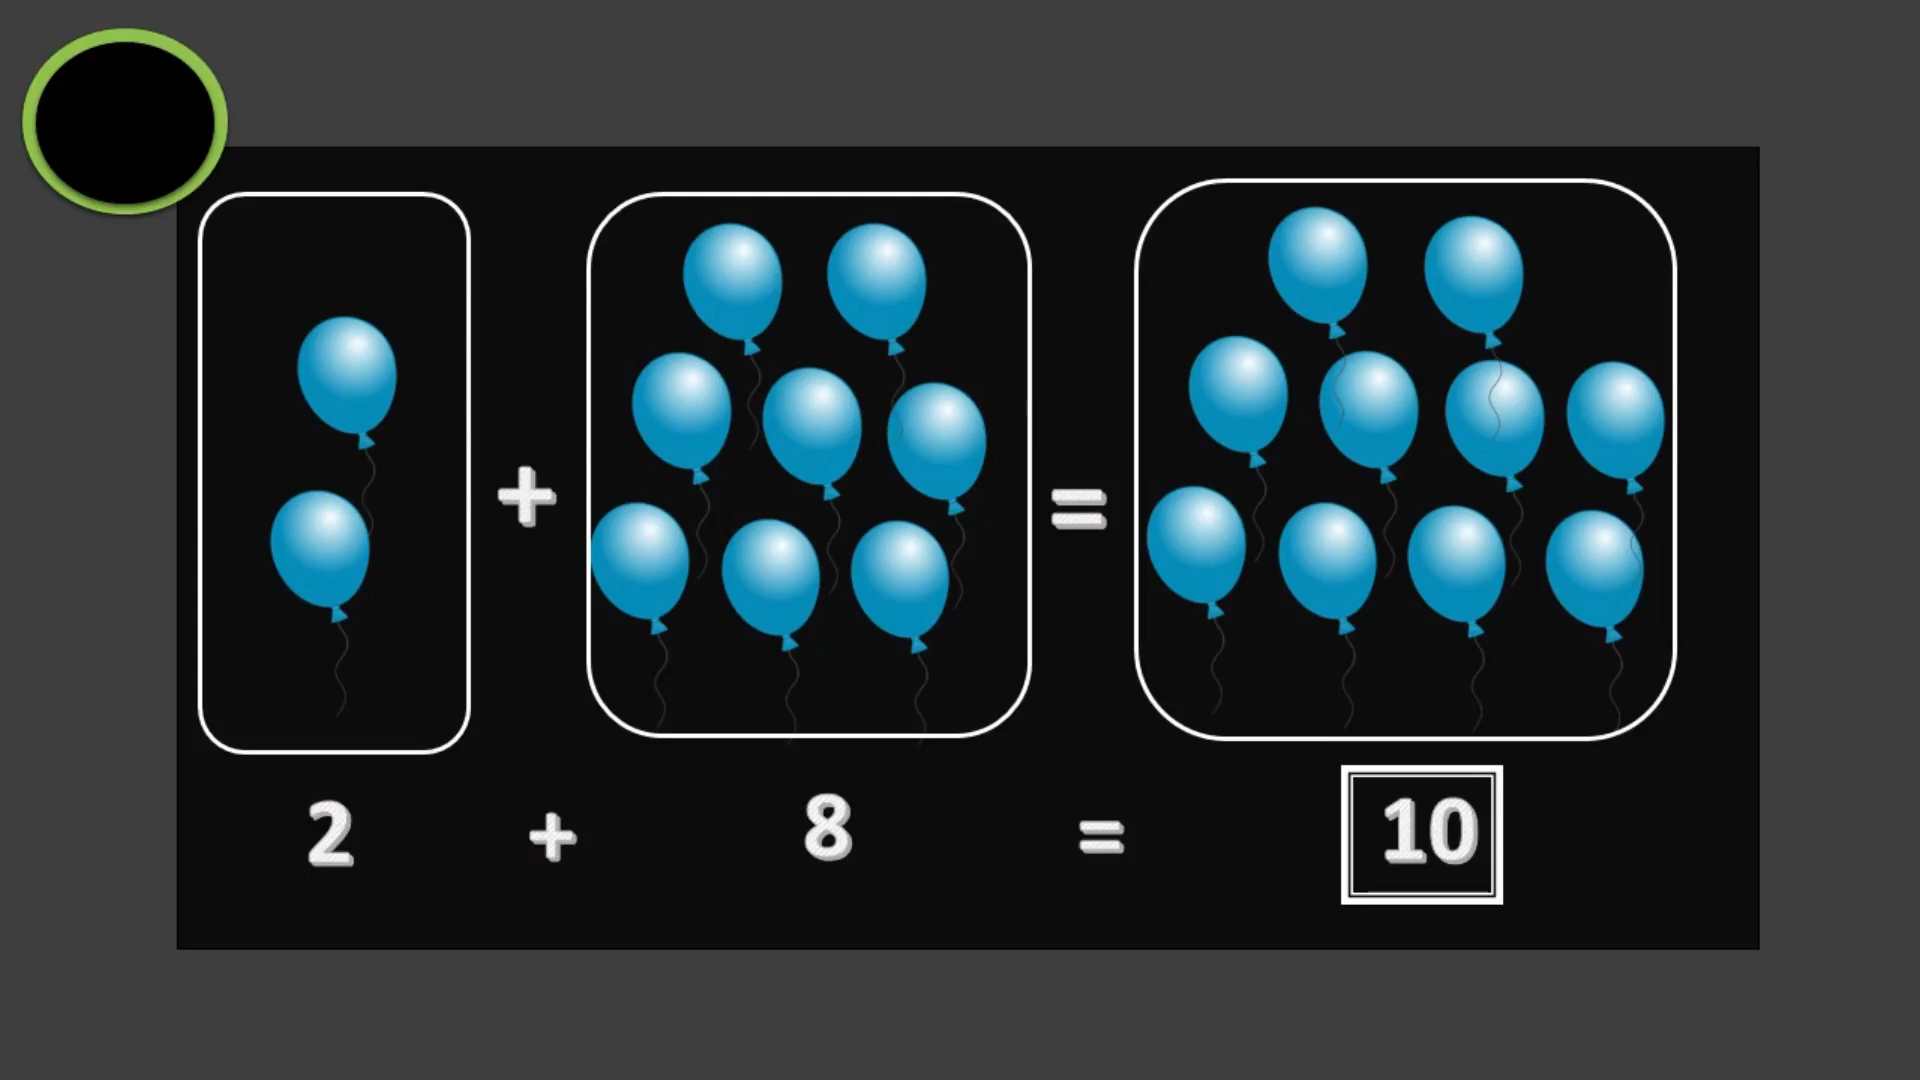 + =
2 + 8 = 10